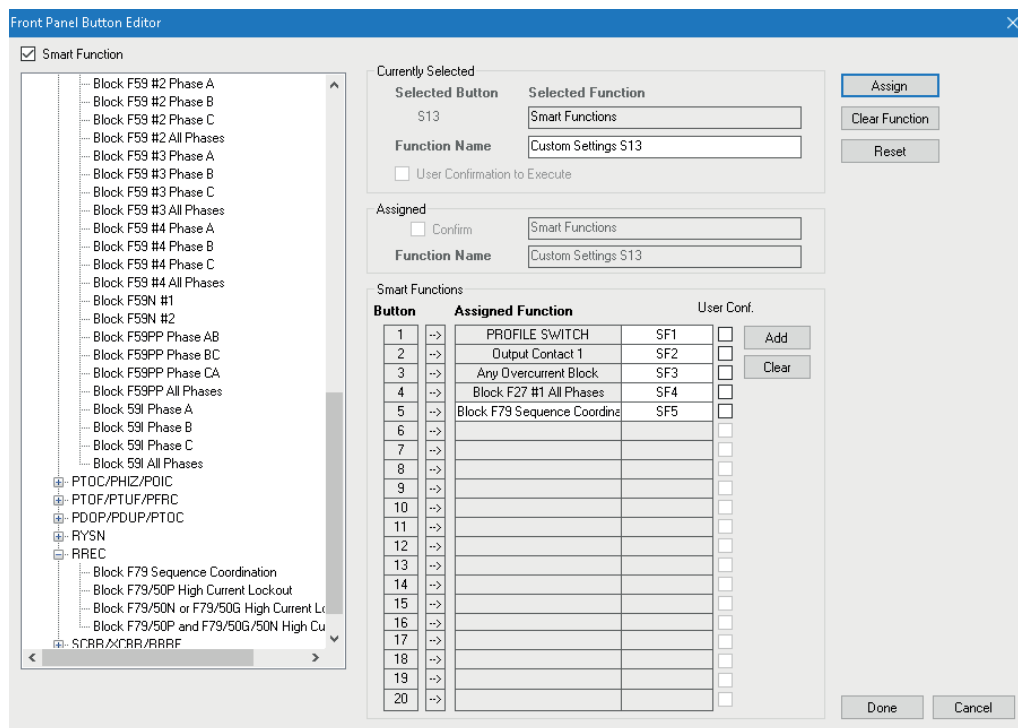 Front Panel Button Editor
Smart Function
Block F59 #2 Phase A
Block F59 #2 Phase B
Block F59 #2 Phase C
Block F59 #2 All Phases
Block F59 #3 Phase A
Block F59 #3 Phase B
Block F59 #3 Phase C
Block F59 #3 All Phases
Block F59 #4 Phase A
Block F59 #4 Phase B
Block F59 #4 Phase C
Block F59 #4 All Phases
Block F59N #1
Block F59N #2
Block F59PP Phase AB
Block F59PP Phase BC
Block F59PP Phase CA
Block F59PP All Phases
Block 59I Phase A
Block 59I Phase B
Block 59I Phase C
Block 59I All Phases
PTOC/PHIZ/POIC
PTOF/PTUF/PFRC
PDOP/PDUP/PTOC
RYSN
RREC
Block F79 Sequence Coordination
Block F79/50P High Current Lockout
Block F79/50N or F79/50G High Current Lo
Block F79/50P and F79/50G/50N High Cu
SCBR/XCBR/RBRF
Currently Selected
Selected Button Selected Function
S13 Smart Functions
Function Name Custom Settings S13
User Confirmation to Execute
Assigned
Confirm Smart Functions
Function Name Custom Settings S13
Smart Functions
Button Assigned Function User Conf.
1 --> PROFILE SWITCH SF1
2 --> Output Contact 1 SF2
3 --> Any Overcurrent Block SF3
4 --> Block F27 #1 All Phases SF4
5 --> Block F79 Sequence Coordina SF5
6 -->
7 -->
8 -->
9 -->
10 -->
11 -->
12 -->
13 -->
14 -->
15 -->
16 -->
17 -->
18 -->
19 -->
20 -->
Add
Clear
Assign
Clear Function
Reset
Done Cancel